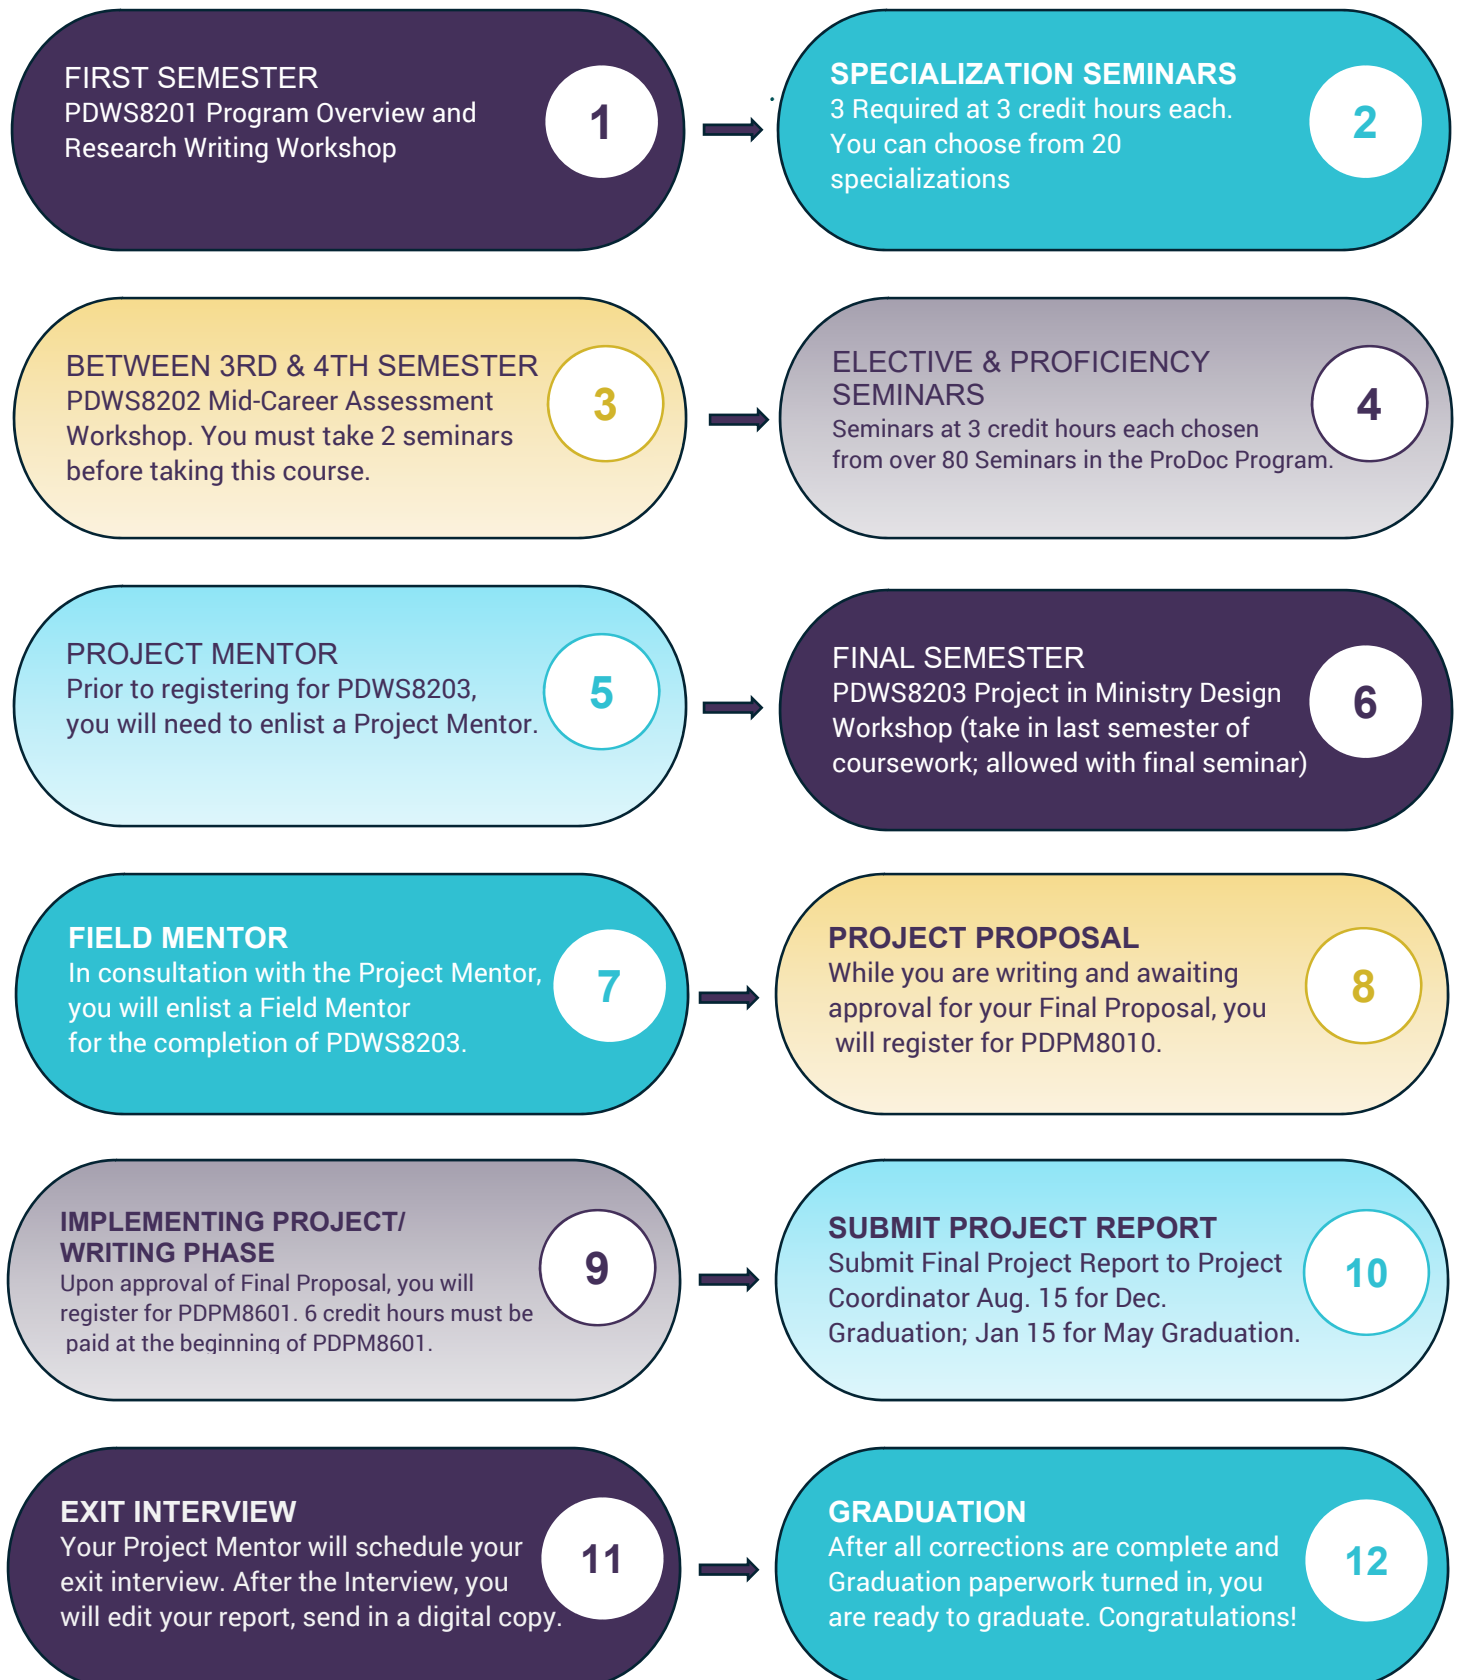 FIRST SEMESTER
PDWS8201 Program Overview and
Research Writing Workshop
1
SPECIALIZATION SEMINARS
3 Required at 3 credit hours each.
You can choose from 20
specializations
2
BETWEEN 3RD & 4TH SEMESTER
PDWS8202 Mid-Career Assessment
Workshop. You must take 2 seminars
before taking this course.
3
ELECTIVE & PROFICIENCY
SEMINARS
Seminars at 3 credit hours each chosen
from over 80 Seminars in the ProDoc Program.
4
PROJECT MENTOR
Prior to registering for PDWS8203,
you will need to enlist a Project Mentor.
5
FINAL SEMESTER
PDWS8203 Project in Ministry Design
Workshop (take in last semester of
coursework; allowed with final seminar)
6
FIELD MENTOR
In consultation with the Project Mentor,
you will enlist a Field Mentor
for the completion of PDWS8203.
7
PROJECT PROPOSAL
While you are writing and awaiting
approval for your Final Proposal, you
will register for PDPM8010.
8
IMPLEMENTING PROJECT/
WRITING PHASE
Upon approval of Final Proposal, you will
register for PDPM8601. 6 credit hours must be
paid at the beginning of PDPM8601.
9
SUBMIT PROJECT REPORT
Submit Final Project Report to Project
Coordinator Aug. 15 for Dec.
Graduation; Jan 15 for May Graduation.
10
EXIT INTERVIEW
Your Project Mentor will schedule your
exit interview. After the Interview, you
will edit your report, send in a digital copy.
11
GRADUATION
After all corrections are complete and
Graduation paperwork turned in, you
are ready to graduate. Congratulations!
12